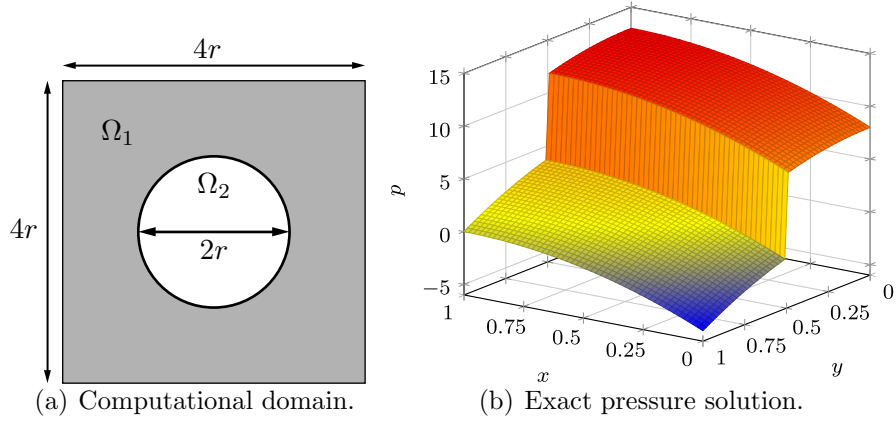 4r
Ω₁
Ω₂
4r
2r
(a) Computational domain.
15
10
5
0
−5
p
1
0.75
0.5
0.25
0
x
1
0.75
0.5
0.25
0
y
(b) Exact pressure solution.